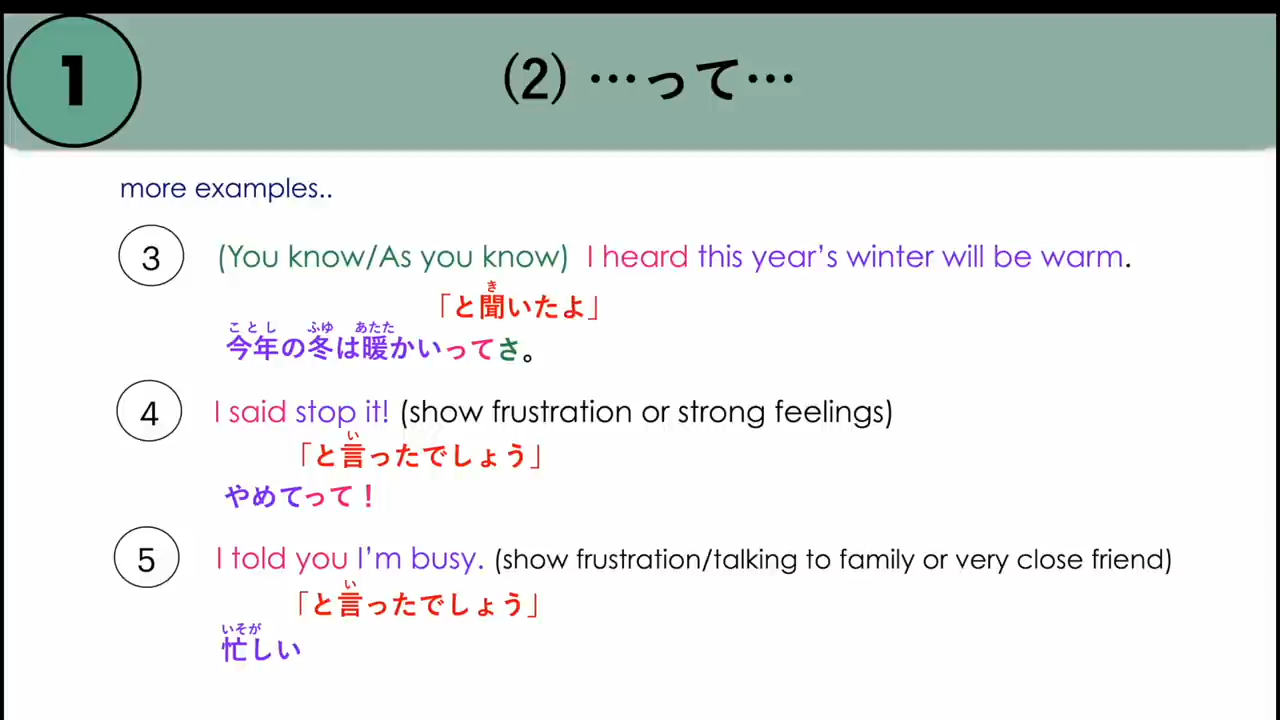 1
(2) …って…
more examples..
3 (You know/As you know) I heard this year's winter will be warm.
き
「と聞いたよ」
ことし ふゆ あたた
今年の冬は暖かいってさ。
4 I said stop it! (show frustration or strong feelings)
い
「と言ったでしょう」
やめてって！
5 I told you I'm busy. (show frustration/talking to family or very close friend)
い
「と言ったでしょう」
いそが
忙しい